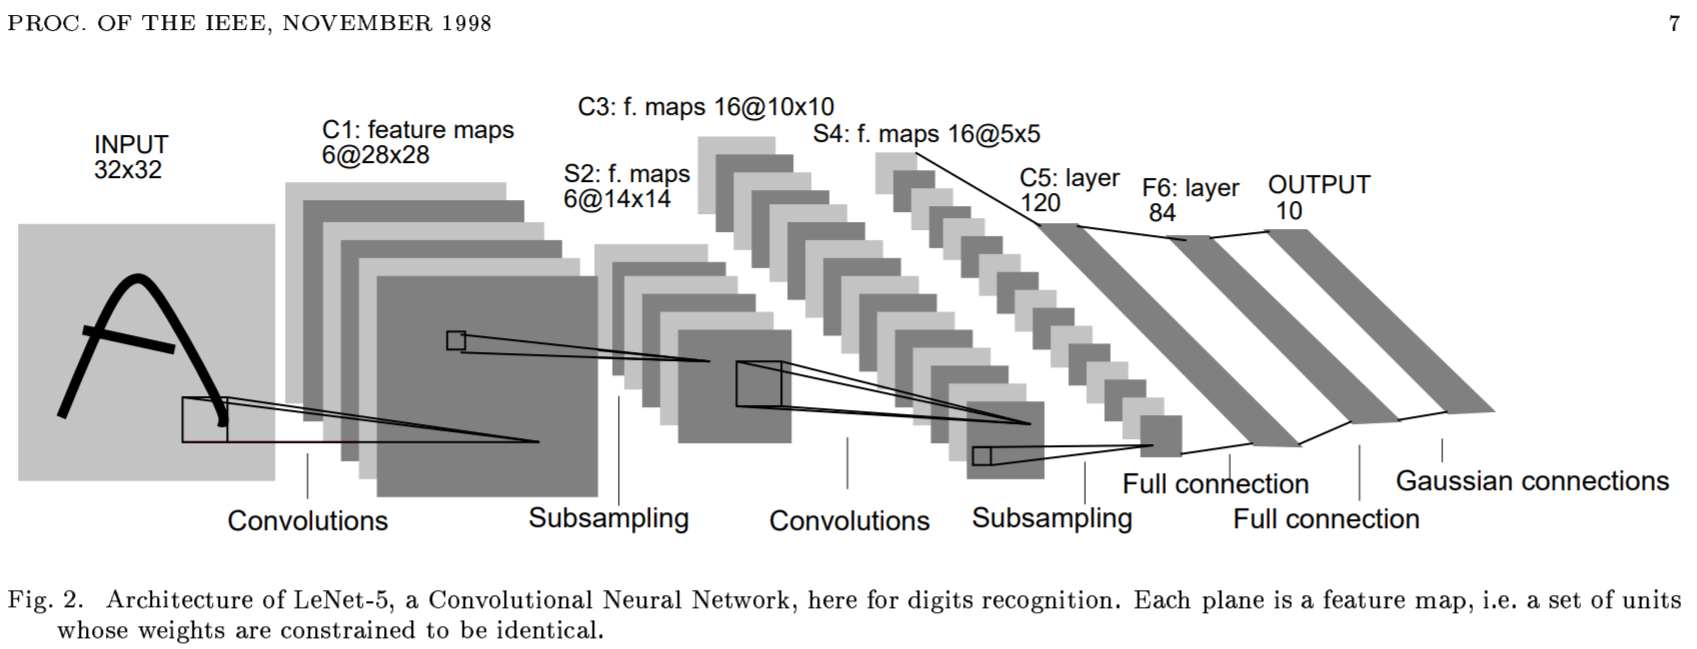 PROC. OF THE IEEE, NOVEMBER 1998
7
INPUT
32x32
C1: feature maps
6@28x28
S2: f. maps
6@14x14
C3: f. maps 16@10x10
S4: f. maps 16@5x5
C5: layer
120
F6: layer
84
OUTPUT
10
Convolutions
Subsampling
Convolutions
Subsampling
Full connection
Full connection
Gaussian connections
Fig. 2. Architecture of LeNet-5, a Convolutional Neural Network, here for digits recognition. Each plane is a feature map, i.e. a set of units
whose weights are constrained to be identical.